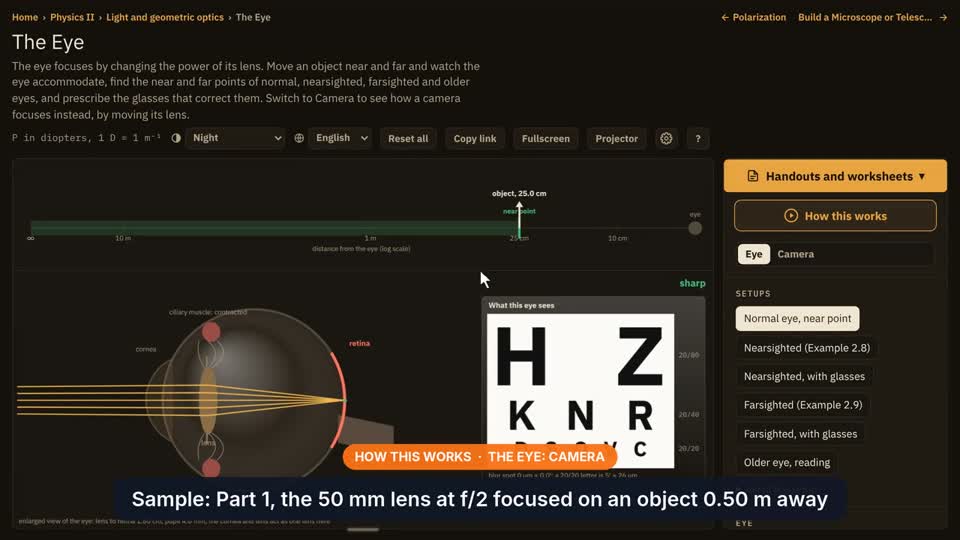 Home › Physics II › Light and geometric optics › The Eye
← Polarization Build a Microscope or Telesc... →
The Eye
The eye focuses by changing the power of its lens. Move an object near and far and watch the
eye accommodate, find the near and far points of normal, nearsighted, farsighted and older
eyes, and prescribe the glasses that correct them. Switch to Camera to see how a camera
focuses instead, by moving its lens.
P in diopters, 1 D = 1 m⁻¹ Night English Reset all Copy link Fullscreen Projector ?
Handouts and worksheets ▼
How this works
Eye Camera
SETUPS
Normal eye, near point
Nearsighted (Example 2.8)
Nearsighted, with glasses
Farsighted (Example 2.9)
Farsighted, with glasses
Older eye, reading
EYE
object, 25.0 cm
near point
eye
∞ 10 m 1 m 25 cm 10 cm
distance from the eye (log scale)
sharp
ciliary muscle: contracted
cornea
retina
lens
What this eye sees
H Z 20/80
K N R 20/40
C 20/20
HOW THIS WORKS · THE EYE: CAMERA
Sample: Part 1, the 50 mm lens at f/2 focused on an object 0.50 m away